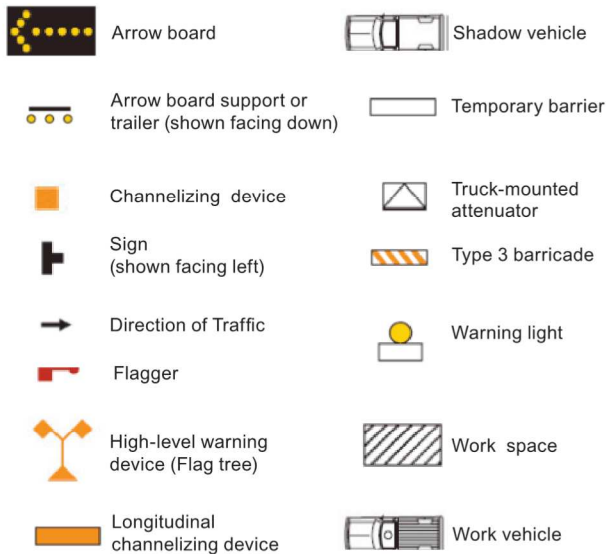 Arrow board
Arrow board support or
trailer (shown facing down)
Channelizing device
Sign
(shown facing left)
Direction of Traffic
Flagger
High-level warning
device (Flag tree)
Longitudinal
channelizing device
Shadow vehicle
Temporary barrier
Truck-mounted
attenuator
Type 3 barricade
Warning light
Work space
Work vehicle